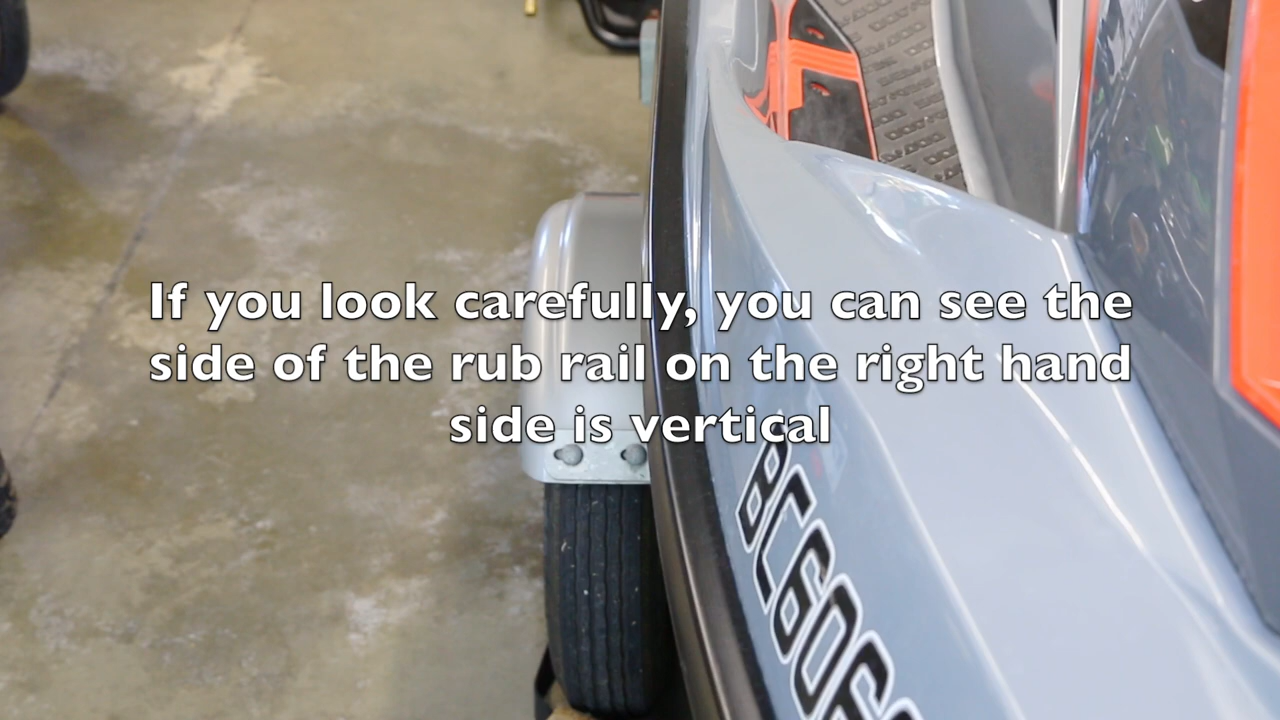 If you look carefully, you can see the
side of the rub rail on the right hand
side is vertical
BC606